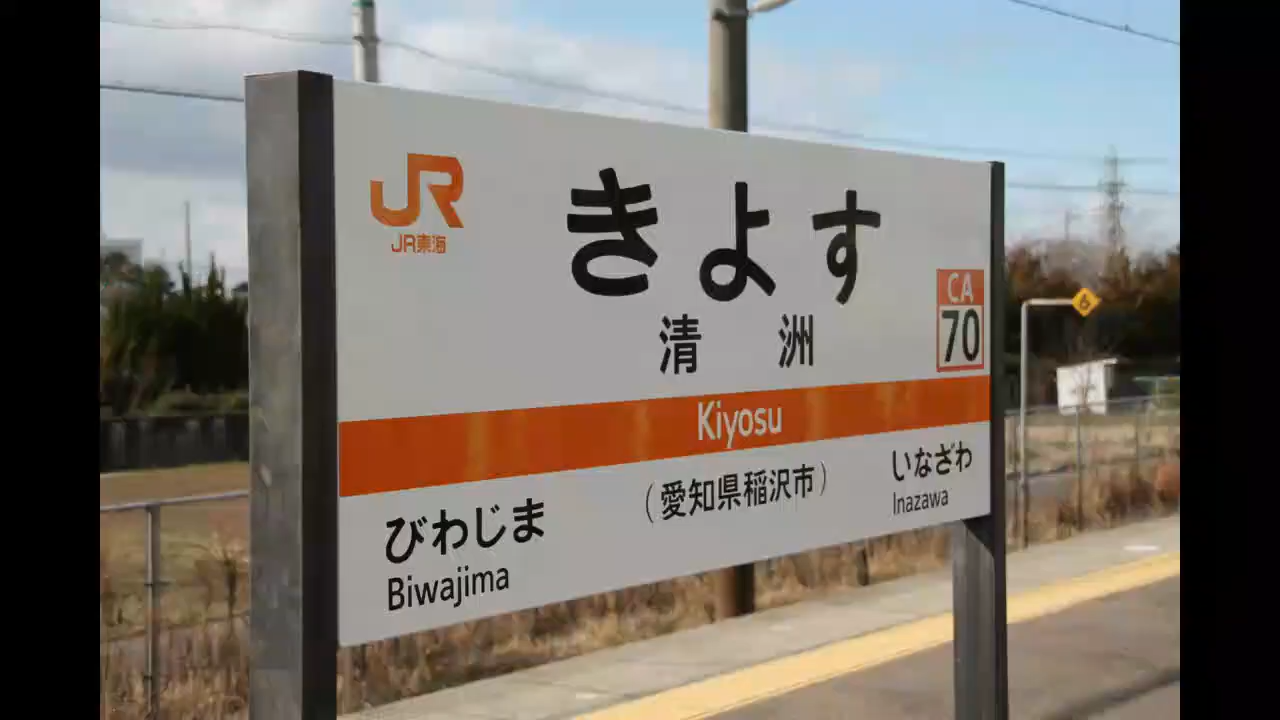 JR
JR東海
きよす
清洲
CA
70
Kiyosu
(愛知県稲沢市)
びわじま
Biwajima
いなざわ
Inazawa
6